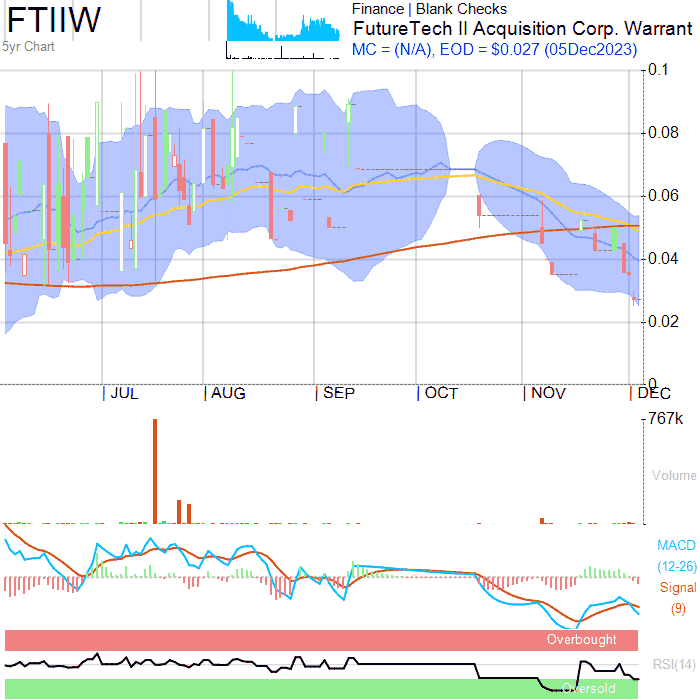 FTIIW
5yr Chart
Finance | Blank Checks
FutureTech II Acquisition Corp. Warrant
MC = (N/A), EOD = $0.027 (05Dec2023)
0.1
0.08
0.06
0.04
0.02
0
JUL
AUG
SEP
OCT
NOV
DEC
767k
Volume
MACD
(12-26)
Signal
(9)
Overbought
RSI(14)
Oversold